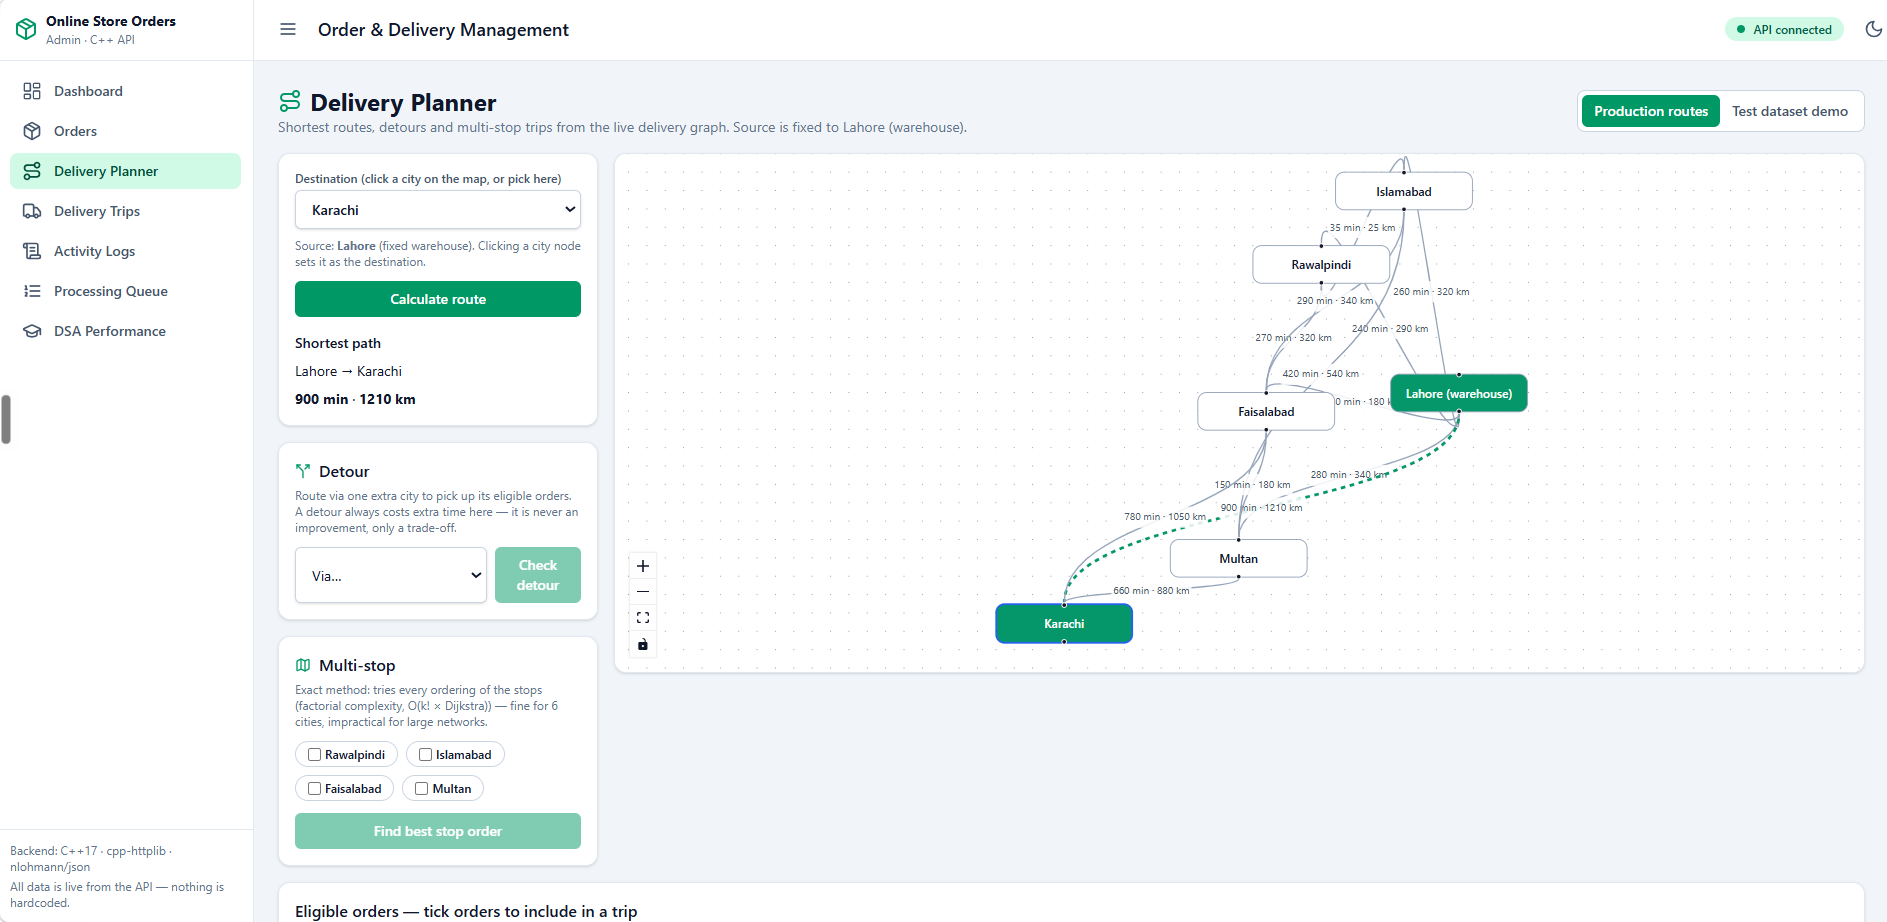 Online Store Orders
Admin · C++ API
Dashboard
Orders
Delivery Planner
Delivery Trips
Activity Logs
Processing Queue
DSA Performance
Backend: C++17 · cpp-httplib ·
nlohmann/json
All data is live from the API — nothing is
hardcoded.
Order & Delivery Management
API connected
Delivery Planner
Shortest routes, detours and multi-stop trips from the live delivery graph. Source is fixed to Lahore (warehouse).
Production routes
Test dataset demo
Destination (click a city on the map, or pick here)
Karachi
Source: Lahore (fixed warehouse). Clicking a city node
sets it as the destination.
Calculate route
Shortest path
Lahore → Karachi
900 min · 1210 km
Detour
Route via one extra city to pick up its eligible orders.
A detour always costs extra time here — it is never an
improvement, only a trade-off.
Via...
Check
detour
Multi-stop
Exact method: tries every ordering of the stops
(factorial complexity, O(k! × Dijkstra)) — fine for 6
cities, impractical for large networks.
Rawalpindi
Islamabad
Faisalabad
Multan
Find best stop order
Islamabad
35 min · 25 km
Rawalpindi
260 min · 320 km
290 min · 340 km
240 min · 290 km
270 min · 320 km
420 min · 540 km
Lahore (warehouse)
0 min · 180 k
Faisalabad
280 min · 340 km
150 min · 180 km
900 min · 1210 km
780 min · 1050 km
Multan
660 min · 880 km
Karachi
Eligible orders — tick orders to include in a trip